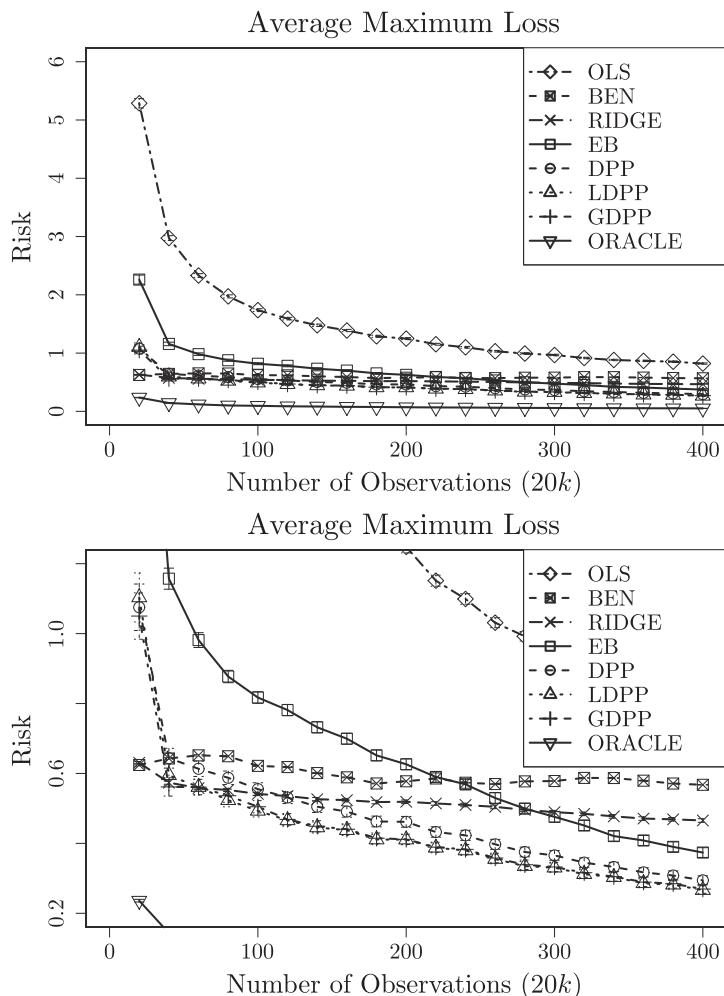 Average Maximum Loss
6
5
4
3
2
1
0
Risk
OLS
BEN
RIDGE
EB
DPP
LDPP
GDPP
ORACLE
0
100
200
300
400
Number of Observations (20k)
Average Maximum Loss
1.0
0.6
0.2
Risk
OLS
BEN
RIDGE
EB
DPP
LDPP
GDPP
ORACLE
0
100
200
300
400
Number of Observations (20k)